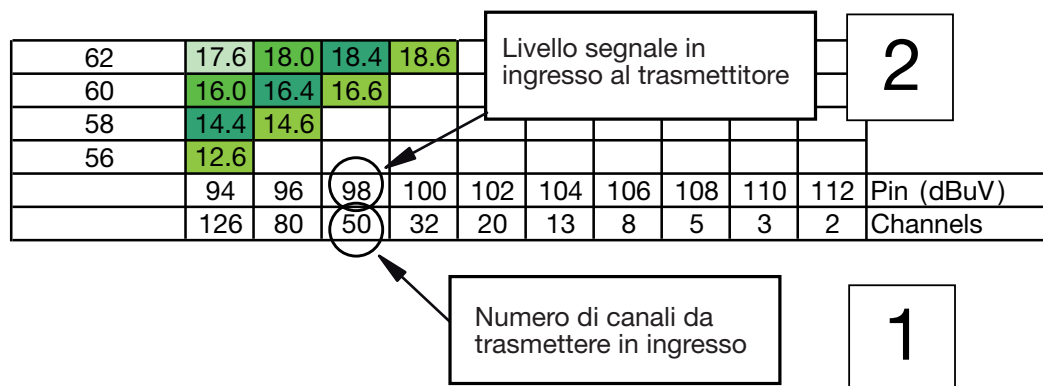 62 17.6 18.0 18.4 18.6
60 16.0 16.4 16.6
58 14.4 14.6
56 12.6
94 96 98 100 102 104 106 108 110 112 Pin (dBuV)
126 80 50 32 20 13 8 5 3 2 Channels
Livello segnale in
ingresso al trasmettitore
2
Numero di canali da
trasmettere in ingresso
1